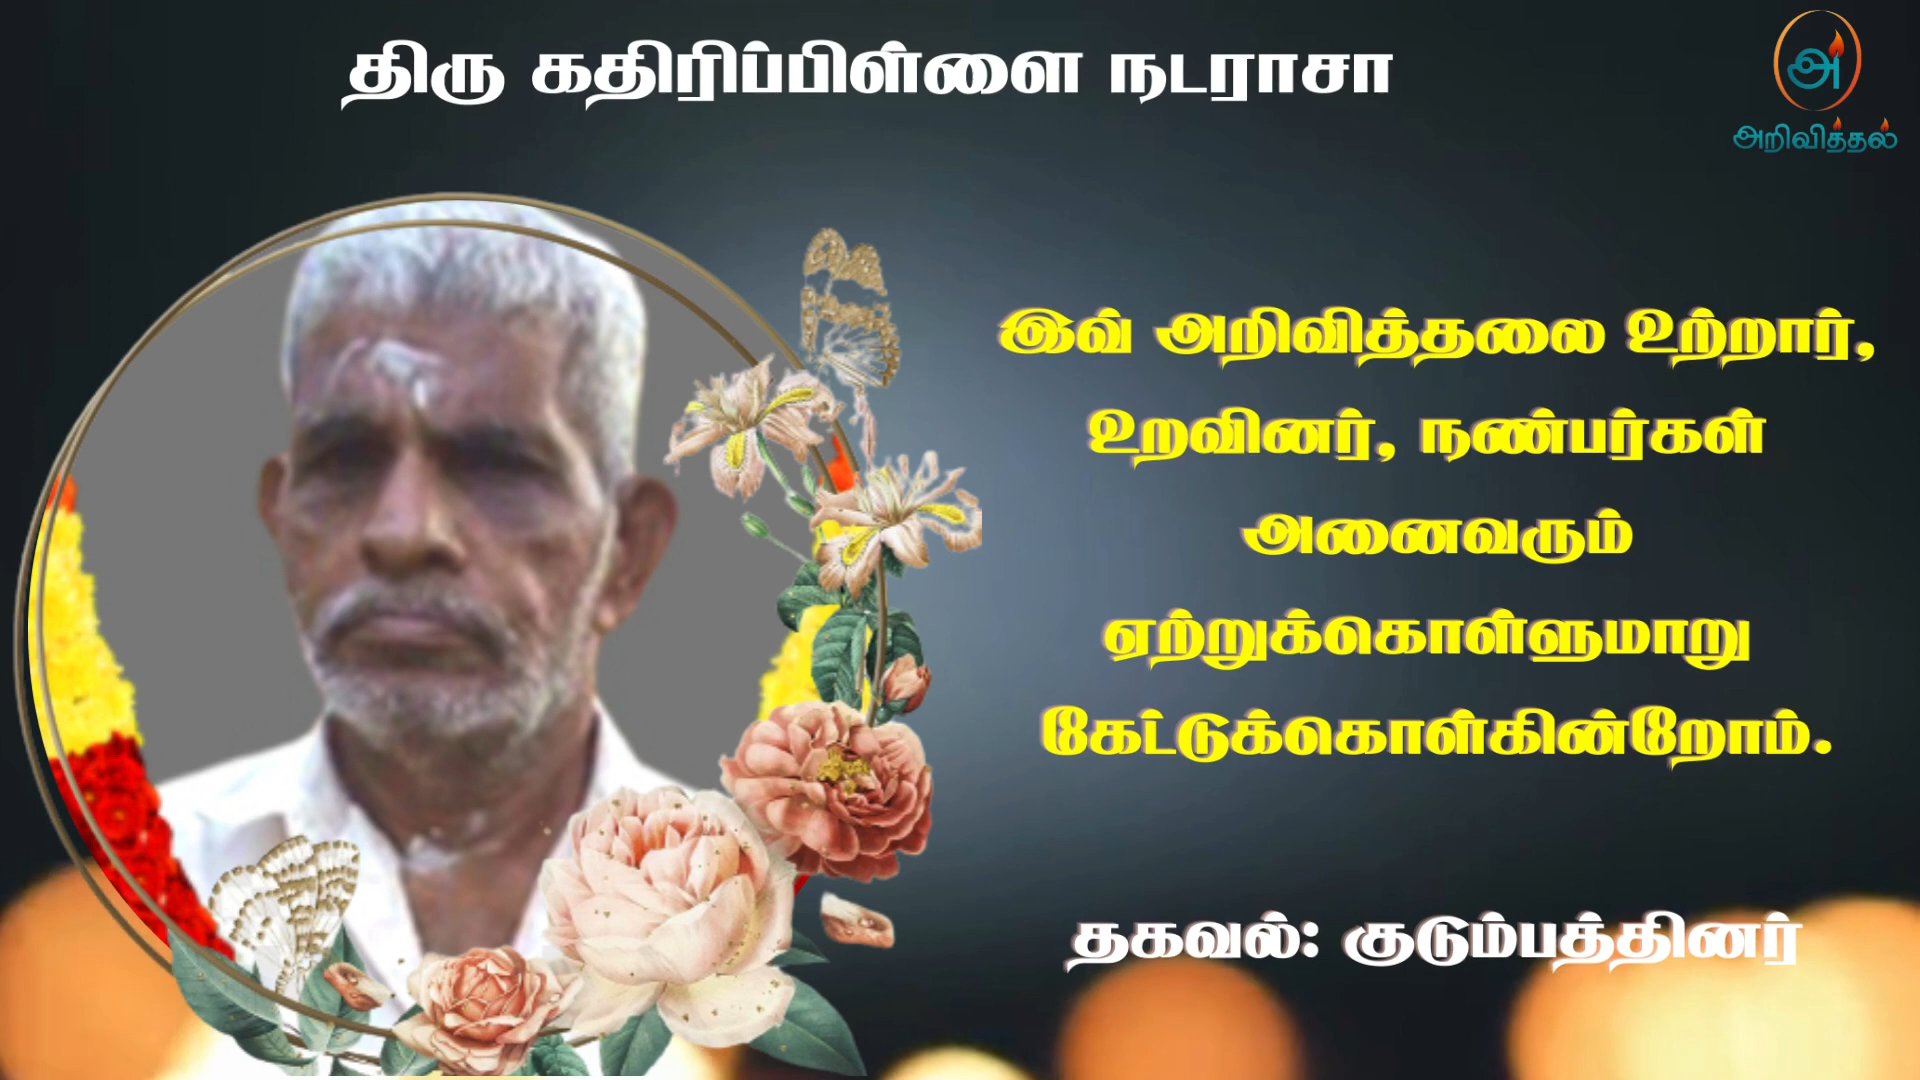 திரு கதிரிப்பிள்ளை நடராசா
அ
அறிவித்தல்
இவ் அறிவித்தலை உற்றார்,
உறவினர், நண்பர்கள்
அனைவரும்
ஏற்றுக்கொள்ளுமாறு
கேட்டுக்கொள்கின்றோம்.
தகவல்: குடும்பத்தினர்